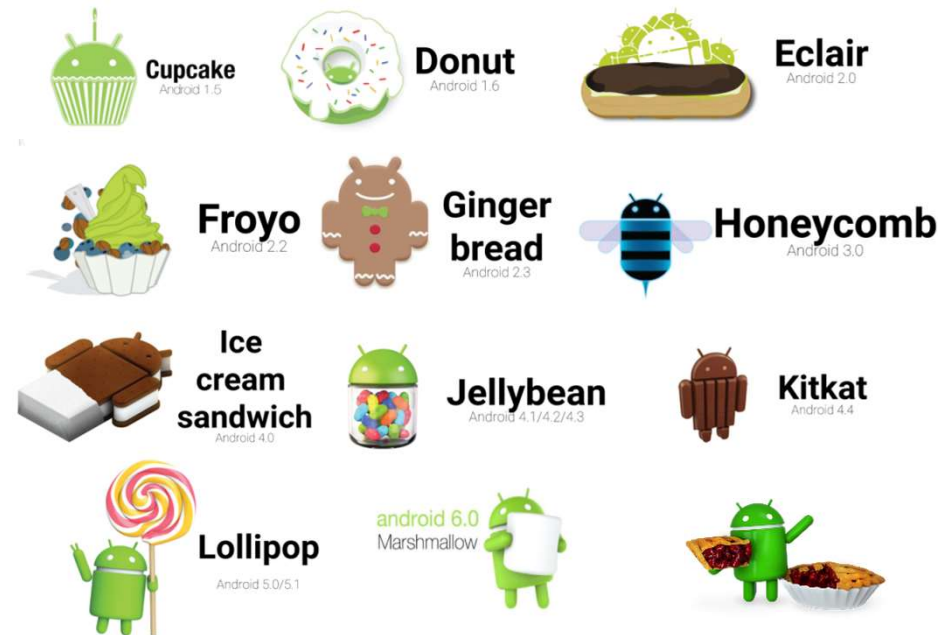 Cupcake
Android 1.5
Donut
Android 1.6
Eclair
Android 2.0
Froyo
Android 2.2
Ginger
bread
Android 2.3
Honeycomb
Android 3.0
Ice
cream
sandwich
Android 4.0
Jellybean
Android 4.1/4.2/4.3
Kitkat
Android 4.4
Lollipop
Android 5.0/5.1
android 6.0
Marshmallow